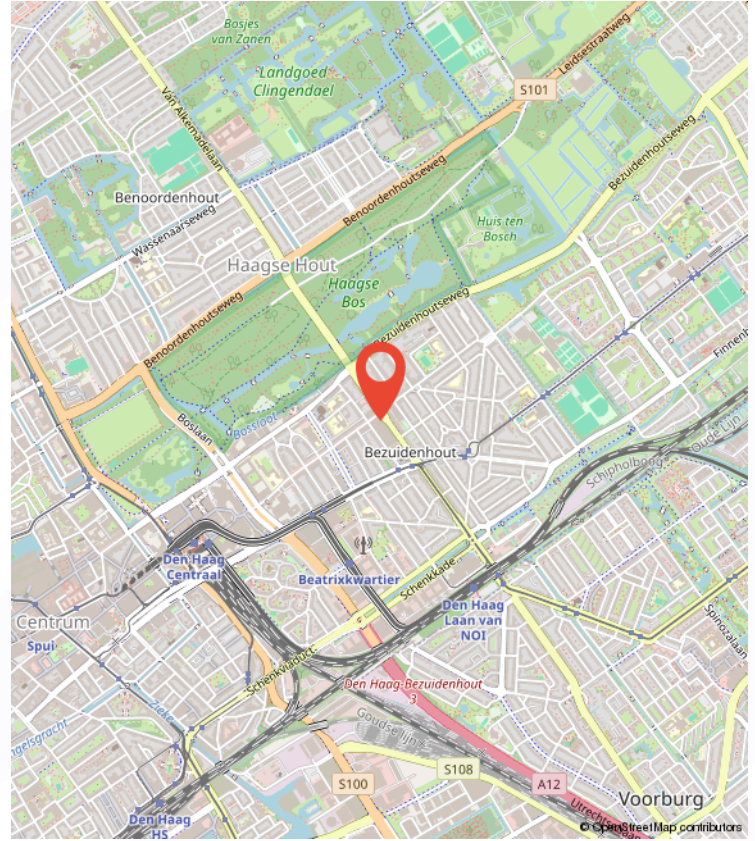 Bosjes
van Zanen
Landgoed
Clingendael
Leidsestraatweg
S101
Van Alkemadelaan
Bezuidenhoutseweg
Benoordenhout
Benoordenhoutseweg
Wassenaarseweg
Huis ten
Bosch
Haagse Hout
Haagse
Bos
Bezuidenhoutseweg
Benoordenhoutseweg
Boslaan
Bossloot
Bezuidenhout
Oude Lijn
Schipholboog
Den Haag
Centraal
Beatrixkwartier
Schenkkade
Den Haag
Laan van
NOI
Centrum
Spui
Spinozalaan
Schenkviaduct
Den Haag-Bezuidenhout
3
Zieke
Goudse lijn
S100
S108
A12
Voorburg
Den Haag
HS
© OpenStreetMap contributors